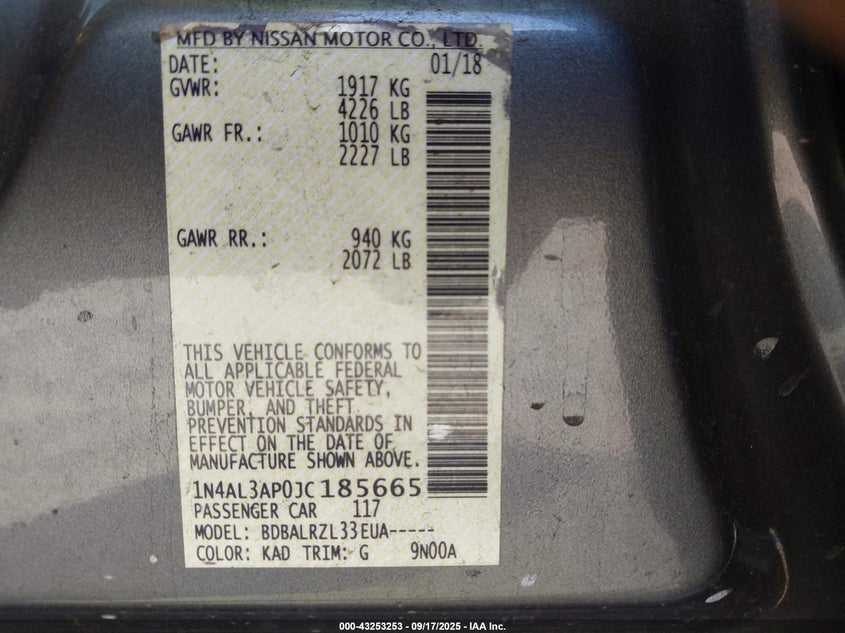 MFD BY NISSAN MOTOR CO., LTD.
DATE: 01/18
GVWR: 1917 KG
4226 LB
GAWR FR.: 1010 KG
2227 LB
GAWR RR.: 940 KG
2072 LB
THIS VEHICLE CONFORMS TO
ALL APPLICABLE FEDERAL
MOTOR VEHICLE SAFETY,
BUMPER, AND THEFT
PREVENTION STANDARDS IN
EFFECT ON THE DATE OF
MANUFACTURE SHOWN ABOVE.
1N4AL3AP0JC185665
PASSENGER CAR 117
MODEL: BDBALRZL33EUA-----
COLOR: KAD TRIM: G 9N00A
000-43253253 - 09/17/2025 - IAA Inc.